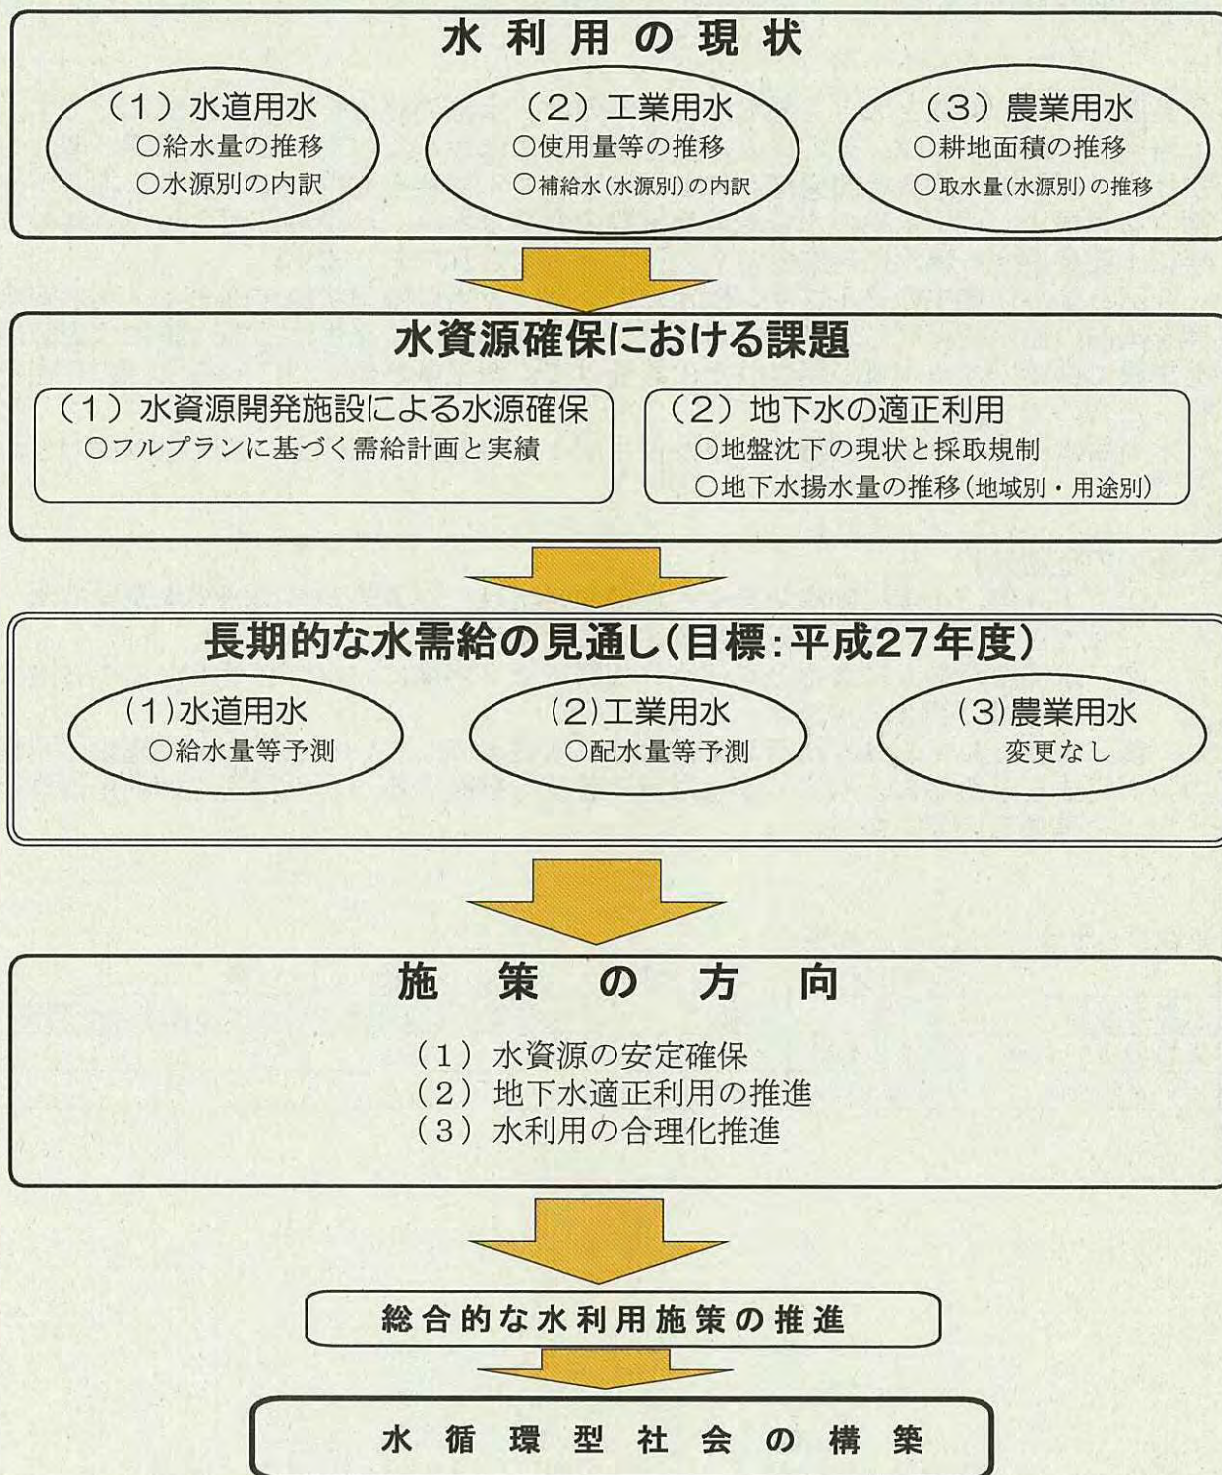 水利用の現状
(1)水道用水
○給水量の推移
○水源別の内訳
(2)工業用水
○使用量等の推移
○補給水(水源別)の内訳
(3)農業用水
○耕地面積の推移
○取水量(水源別)の推移
水資源確保における課題
(1)水資源開発施設による水源確保
○フルプランに基づく需給計画と実績
(2)地下水の適正利用
○地盤沈下の現状と採取規制
○地下水揚水量の推移(地域別・用途別)
長期的な水需給の見通し(目標:平成27年度)
(1)水道用水
○給水量等予測
(2)工業用水
○配水量等予測
(3)農業用水
変更なし
施策の方向
(1)水資源の安定確保
(2)地下水適正利用の推進
(3)水利用の合理化推進
総合的な水利用施策の推進
水循環型社会の構築